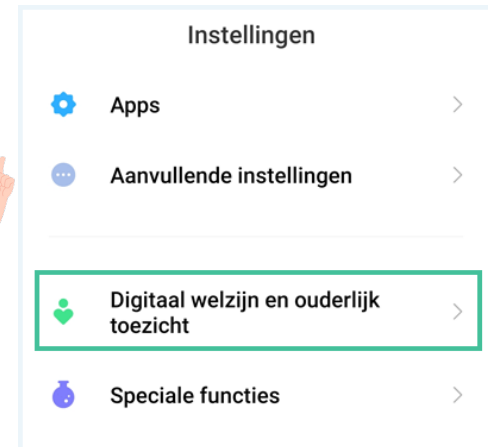 Instellingen
Apps
Aanvullende instellingen
Digitaal welzijn en ouderlijk
toezicht
Speciale functies